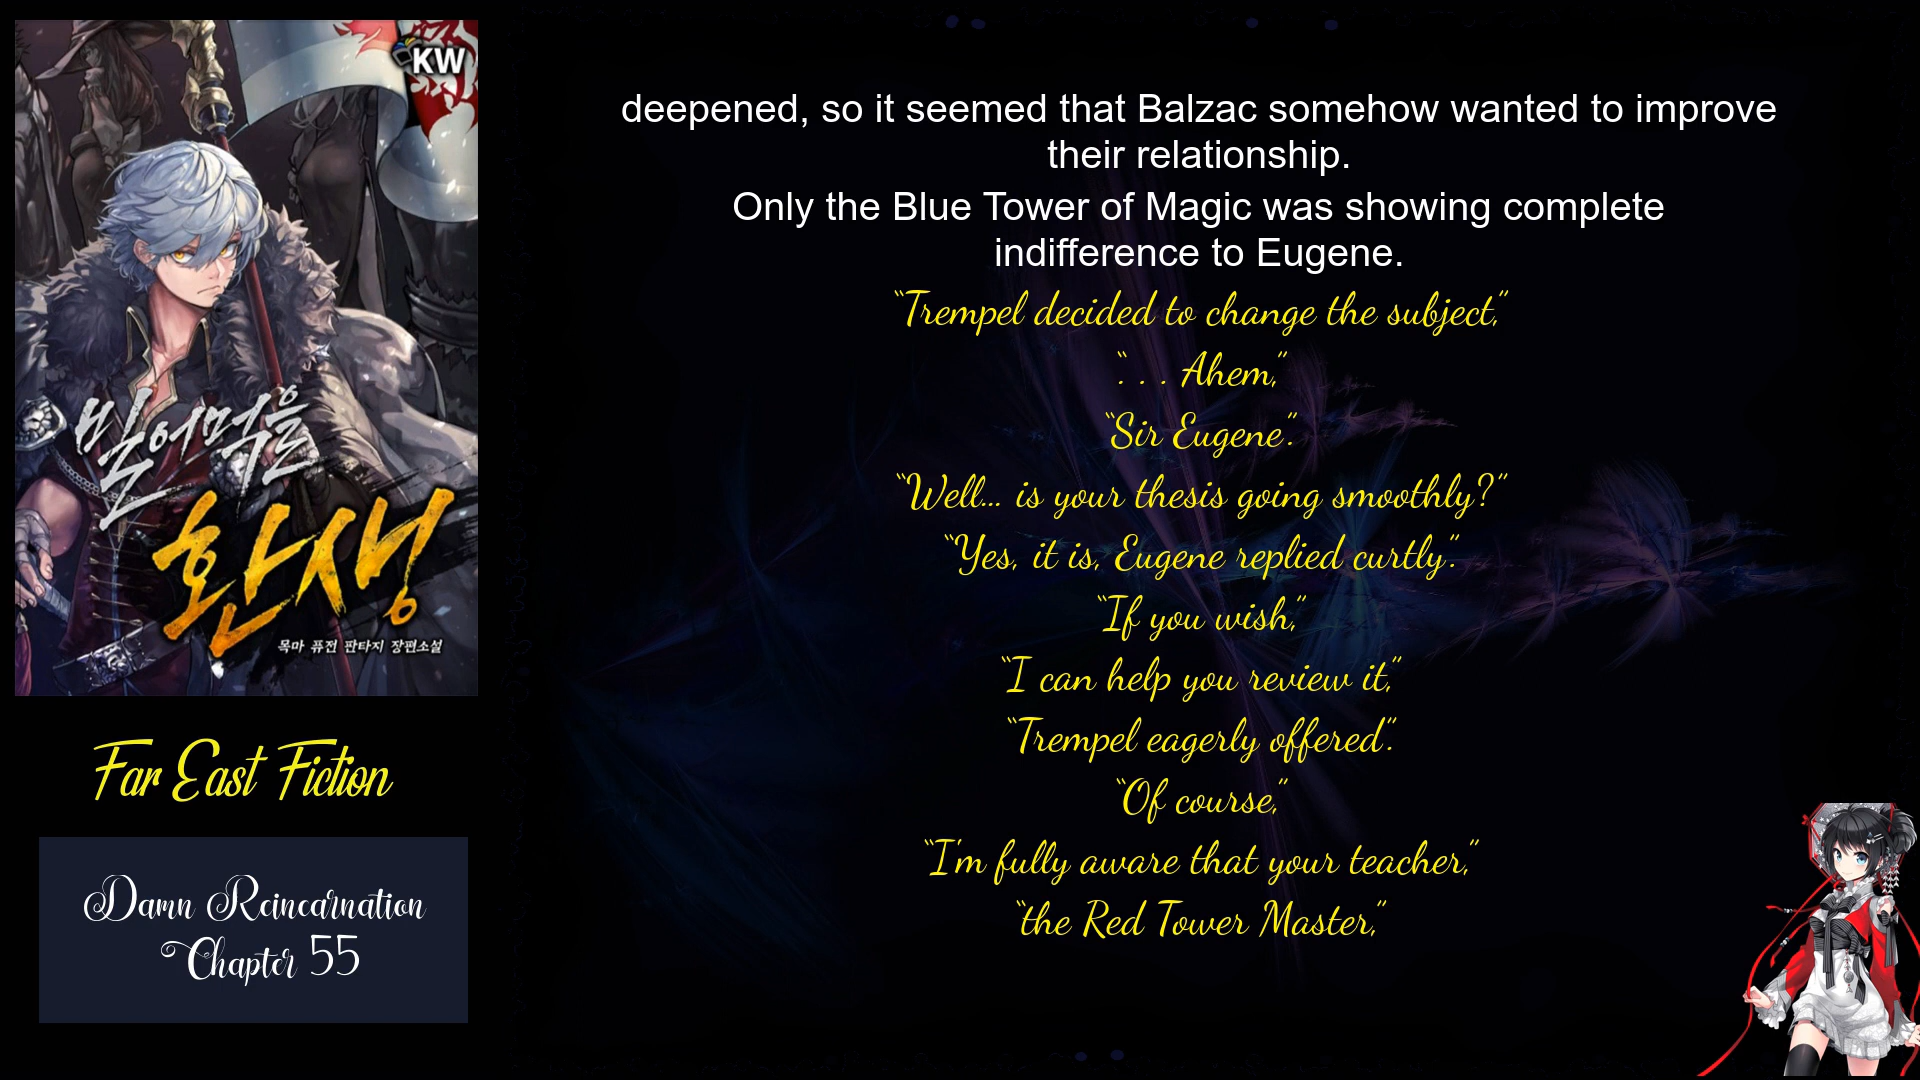 KW
빌어먹을
환생
목마 퓨전 판타지 장편소설
Far East Fiction
Damn Reincarnation
Chapter 55
deepened, so it seemed that Balzac somehow wanted to improve
their relationship.
Only the Blue Tower of Magic was showing complete
indifference to Eugene.
“Trempel decided to change the subject,”
“. . . Ahem,”
“Sir Eugene”.
“Well... is your thesis going smoothly?”
“Yes, it is, Eugene replied curtly”.
“If you wish,”
“I can help you review it,”
“Trempel eagerly offered”.
“Of course,”
“I'm fully aware that your teacher,”
“the Red Tower Master,”